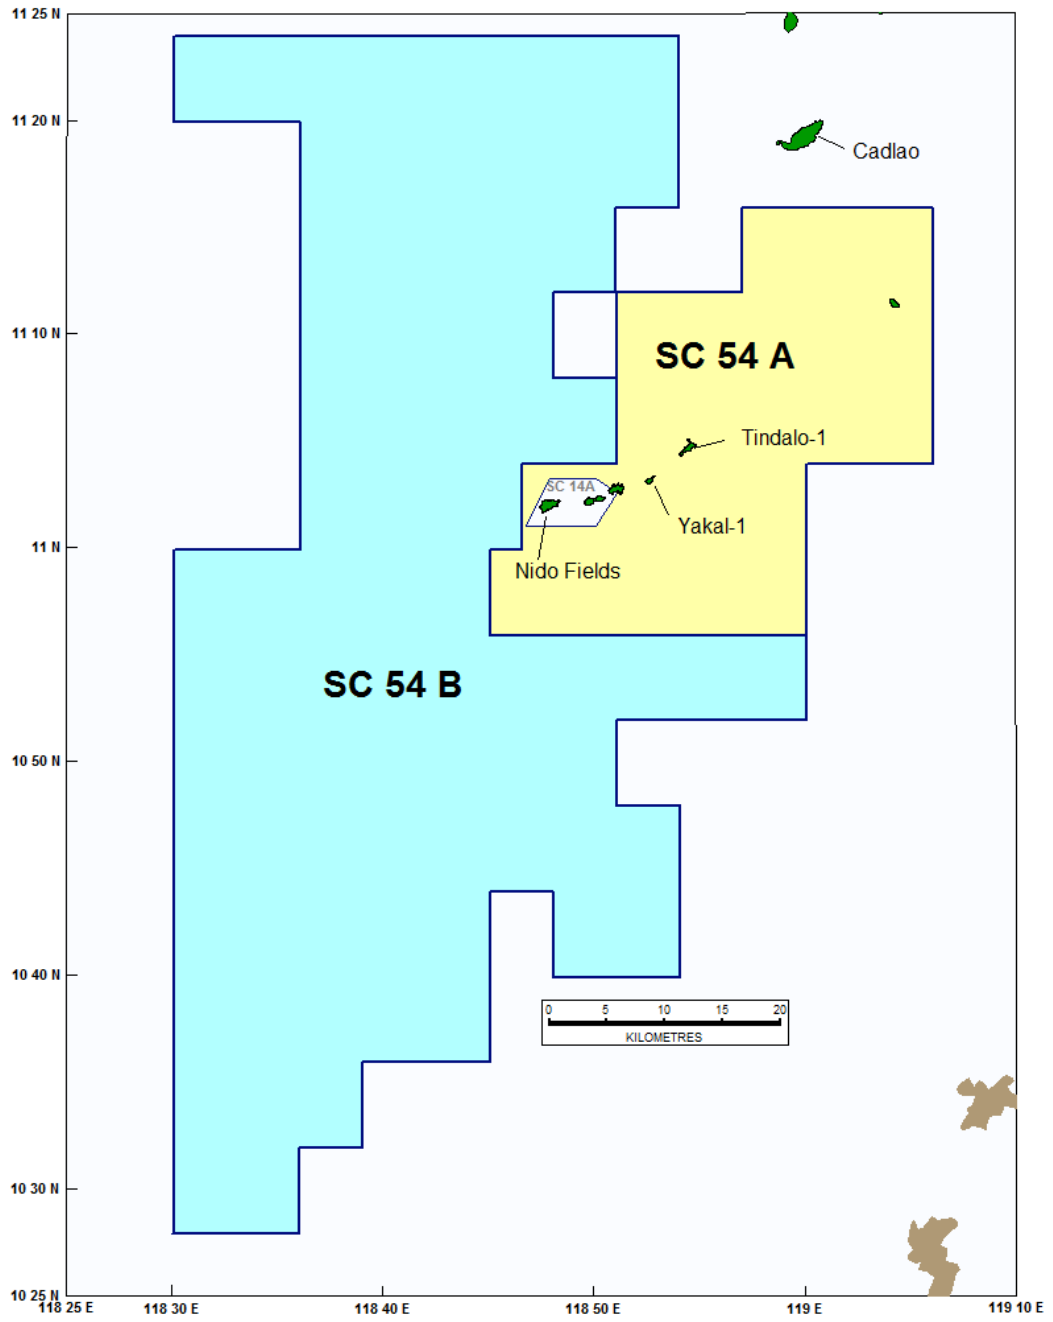 11 25 N
11 20 N
Cadlao
11 10 N
SC 54 A
Tindalo-1
SC 14A
Yakal-1
11 N
Nido Fields
SC 54 B
10 50 N
10 40 N
0 5 10 15 20
KILOMETRES
10 30 N
10 25 N
118 25 E 118 30 E 118 40 E 118 50 E 119 E 119 10 E